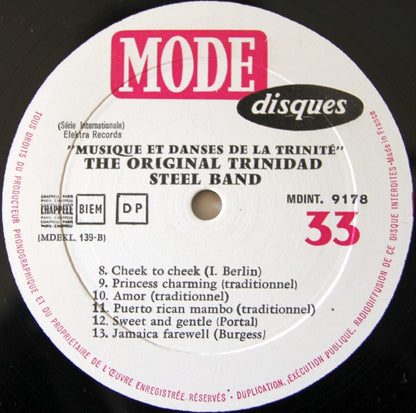 MODE
disques
(Série Internationale)
Elektra Records
"MUSIQUE ET DANSES DE LA TRINITÉ"
THE ORIGINAL TRINIDAD
STEEL BAND
CHAPPELL
BIEM
DP
MDINT. 9178
33
(MDEKL. 139-B)
8. Cheek to cheek (I. Berlin)
9. Princess charming (traditionnel)
10. Amor (traditionnel)
11. Puerto rican mambo (traditionnel)
12. Sweet and gentle (Portal)
13. Jamaica farewell (Burgess)
TOUS DROITS DU PRODUCTEUR PHONOGRAPHIQUE ET DU PROPRIETAIRE DE L'ŒUVRE ENREGISTRÉE RÉSERVÉS - DUPLICATION, EXÉCUTION PUBLIQUE, RADIODIFFUSION DE CE DISQUE INTERDITES - Made in France